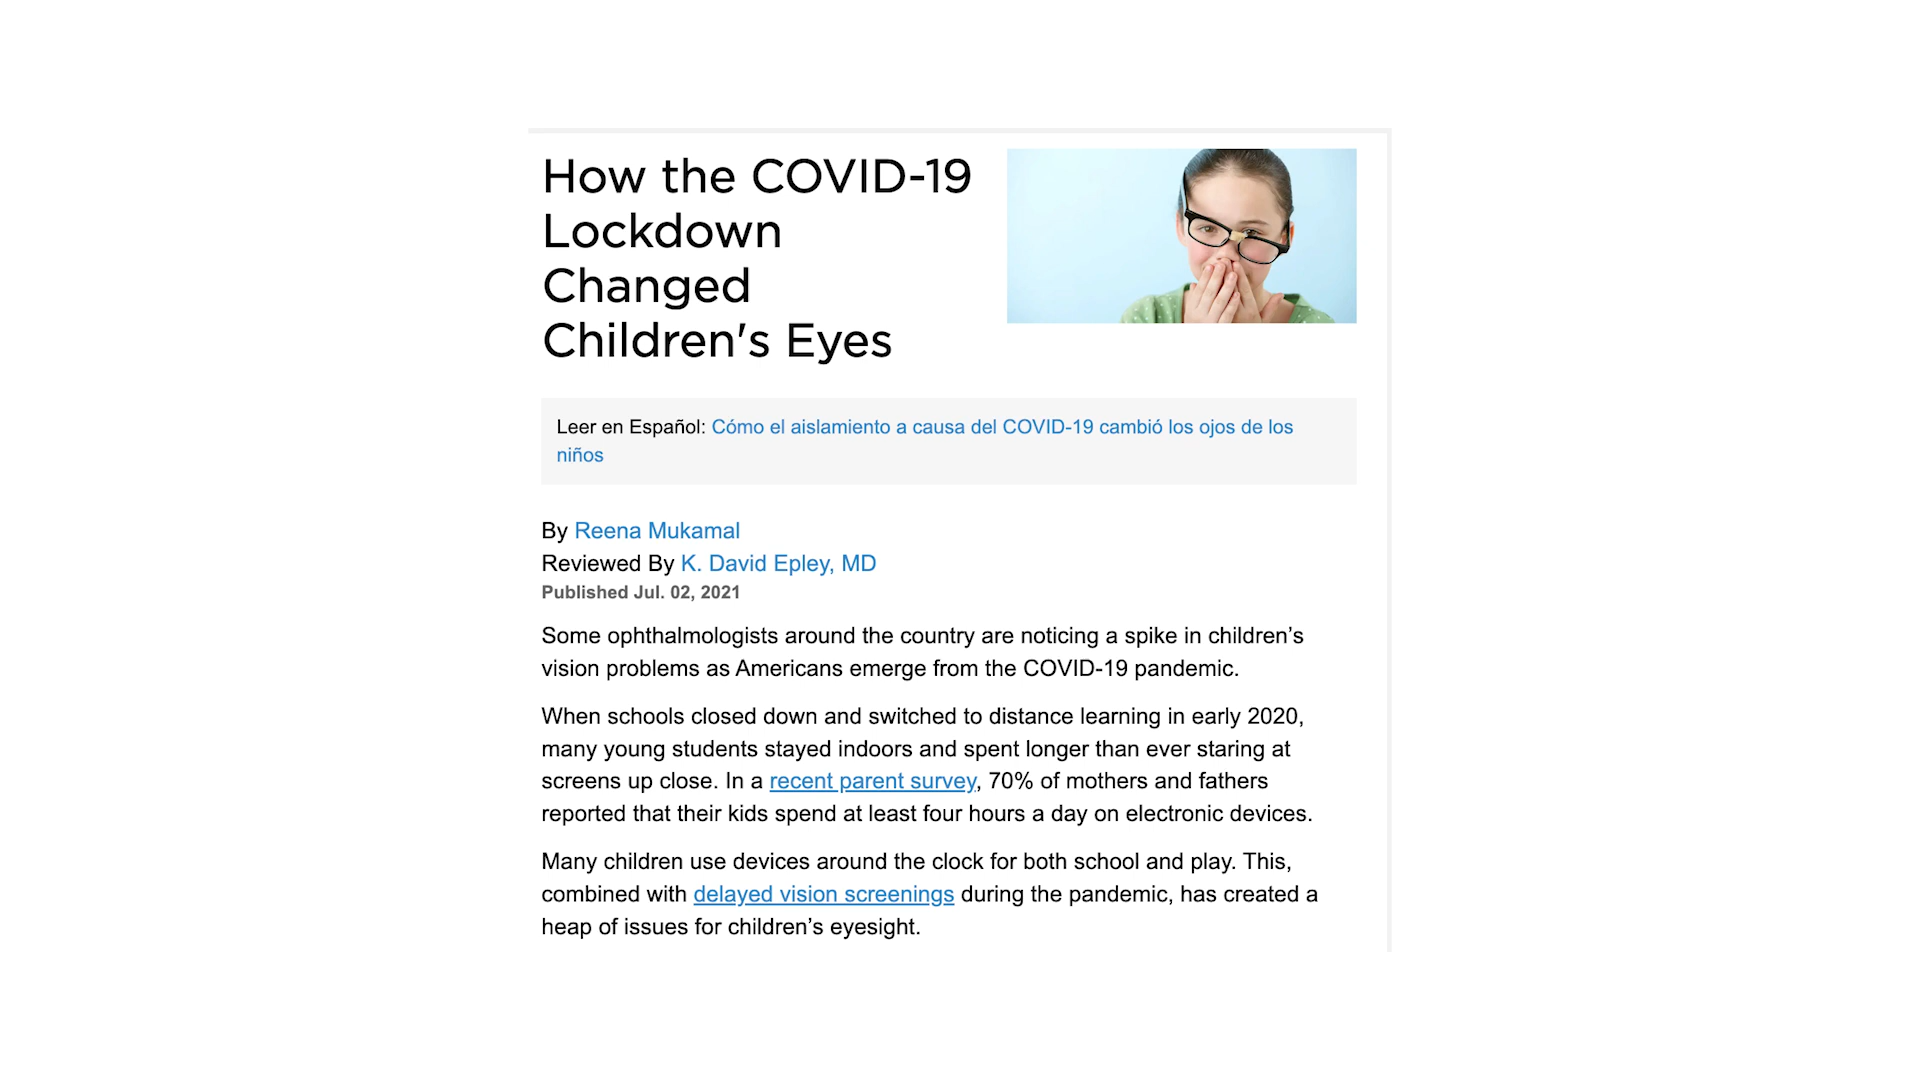 How the COVID-19
Lockdown
Changed
Children's Eyes
Leer en Español: Cómo el aislamiento a causa del COVID-19 cambió los ojos de los
niños
By Reena Mukamal
Reviewed By K. David Epley, MD
Published Jul. 02, 2021
Some ophthalmologists around the country are noticing a spike in children’s
vision problems as Americans emerge from the COVID-19 pandemic.
When schools closed down and switched to distance learning in early 2020,
many young students stayed indoors and spent longer than ever staring at
screens up close. In a recent parent survey, 70% of mothers and fathers
reported that their kids spend at least four hours a day on electronic devices.
Many children use devices around the clock for both school and play. This,
combined with delayed vision screenings during the pandemic, has created a
heap of issues for children’s eyesight.